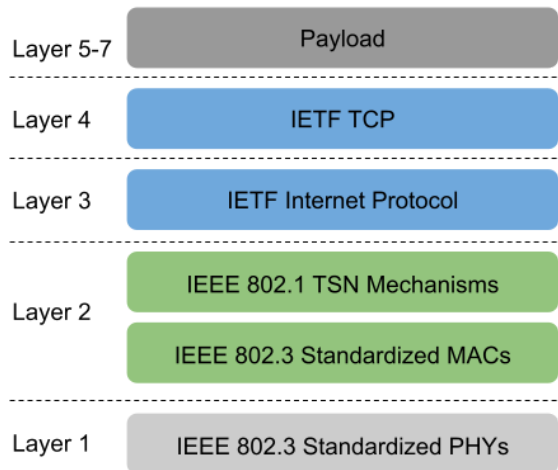 Layer 5-7
Payload
Layer 4
IETF TCP
Layer 3
IETF Internet Protocol
Layer 2
IEEE 802.1 TSN Mechanisms
IEEE 802.3 Standardized MACs
Layer 1
IEEE 802.3 Standardized PHYs